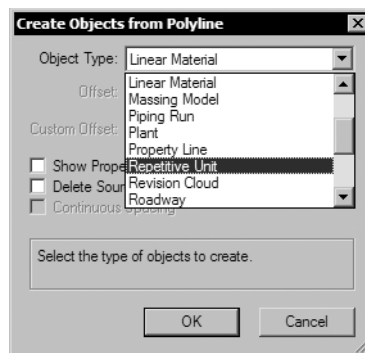 Create Objects from Polyline
Object Type: Linear Material
Linear Material
Offset:
Massing Model
Piping Run
Custom Offset:
Plant
Property Line
Show Prope
Repetitive Unit
Delete Sour
Revision Cloud
Continuous Spacing
Roadway
Select the type of objects to create.
OK Cancel